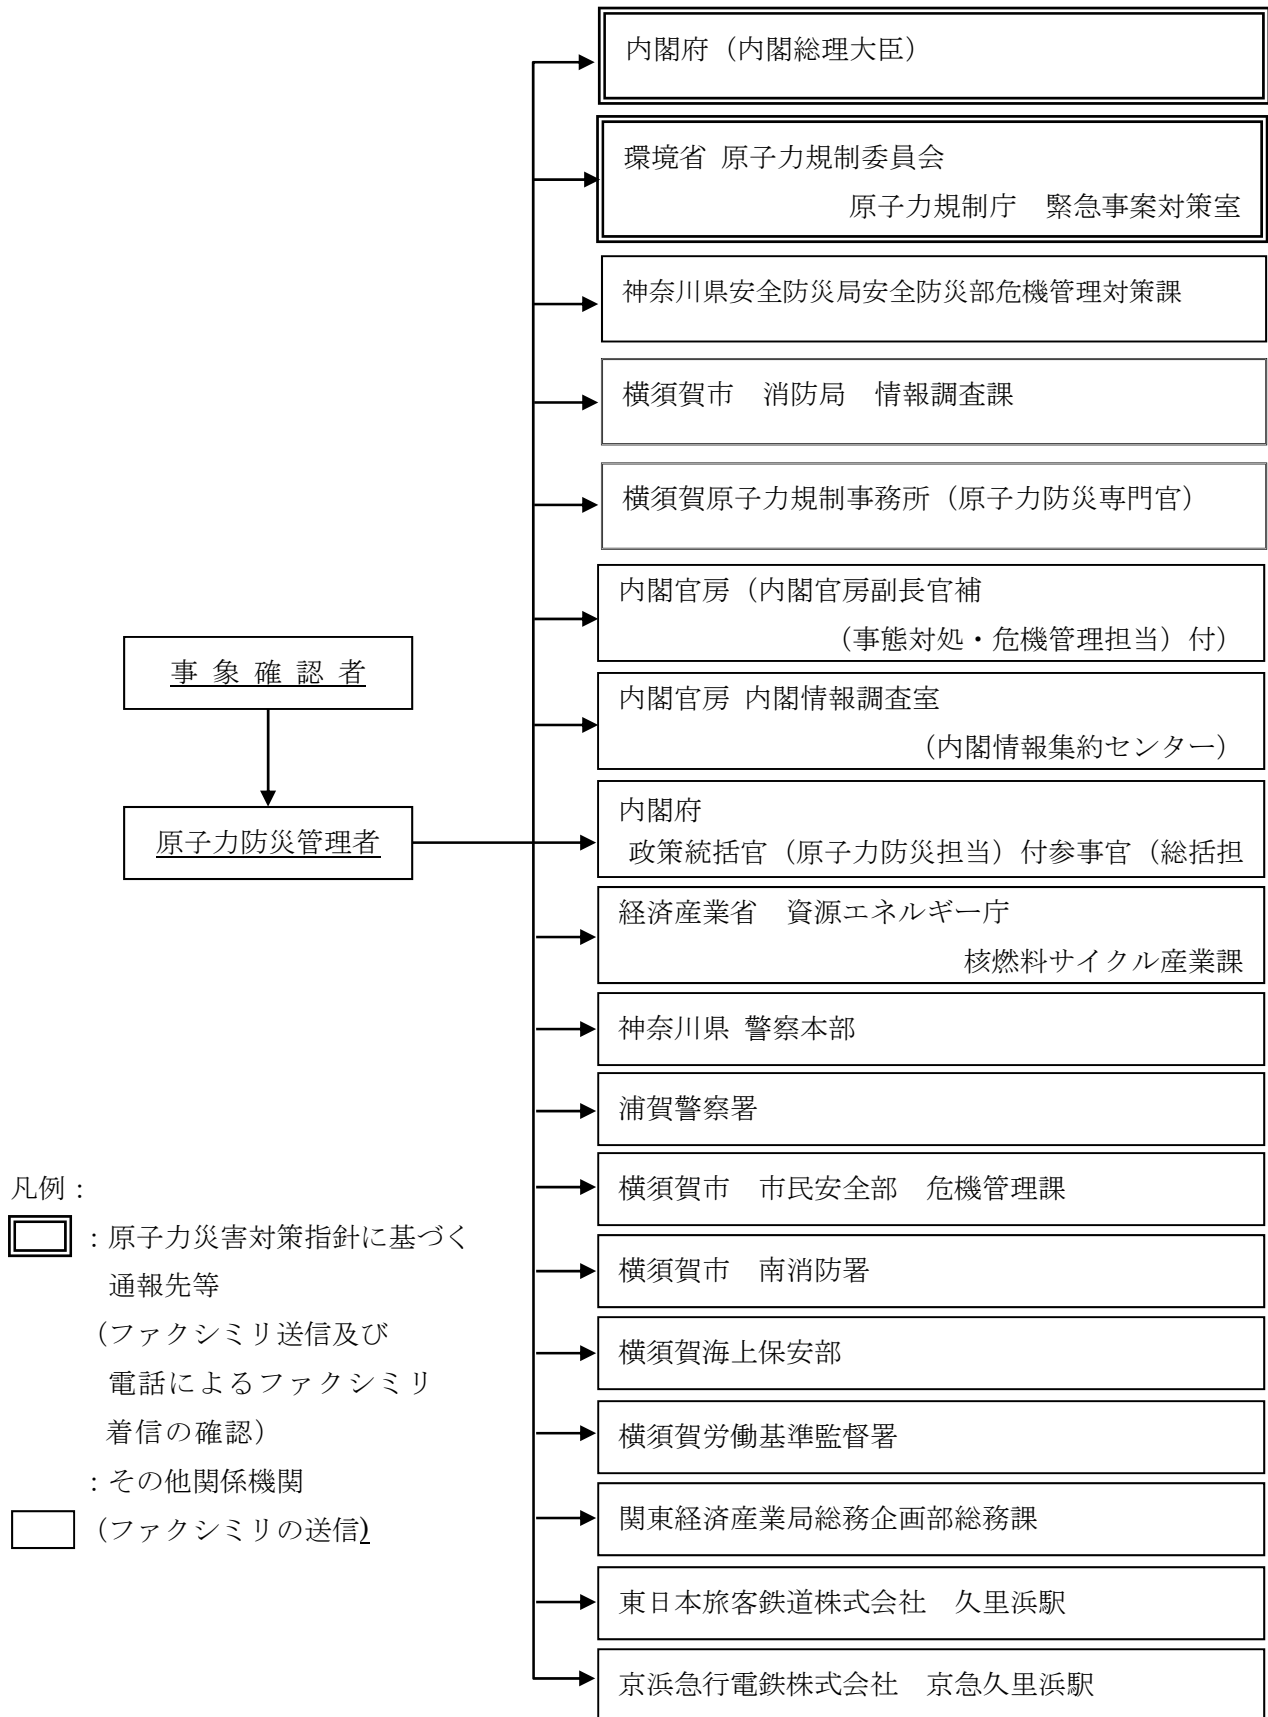 内閣府（内閣総理大臣）
環境省 原子力規制委員会
原子力規制庁　緊急事案対策室
神奈川県安全防災局安全防災部危機管理対策課
横須賀市　消防局　情報調査課
横須賀原子力規制事務所（原子力防災専門官）
内閣官房（内閣官房副長官補
（事態対処・危機管理担当）付）
内閣官房 内閣情報調査室
（内閣情報集約センター）
内閣府
政策統括官（原子力防災担当）付参事官（総括担
経済産業省　資源エネルギー庁
核燃料サイクル産業課
神奈川県 警察本部
浦賀警察署
横須賀市　市民安全部　危機管理課
横須賀市　南消防署
横須賀海上保安部
横須賀労働基準監督署
関東経済産業局総務企画部総務課
東日本旅客鉄道株式会社　久里浜駅
京浜急行電鉄株式会社　京急久里浜駅
事 象 確 認 者
原子力防災管理者
凡例：
：原子力災害対策指針に基づく
通報先等
（ファクシミリ送信及び
電話によるファクシミリ
着信の確認）
：その他関係機関
（ファクシミリの送信)